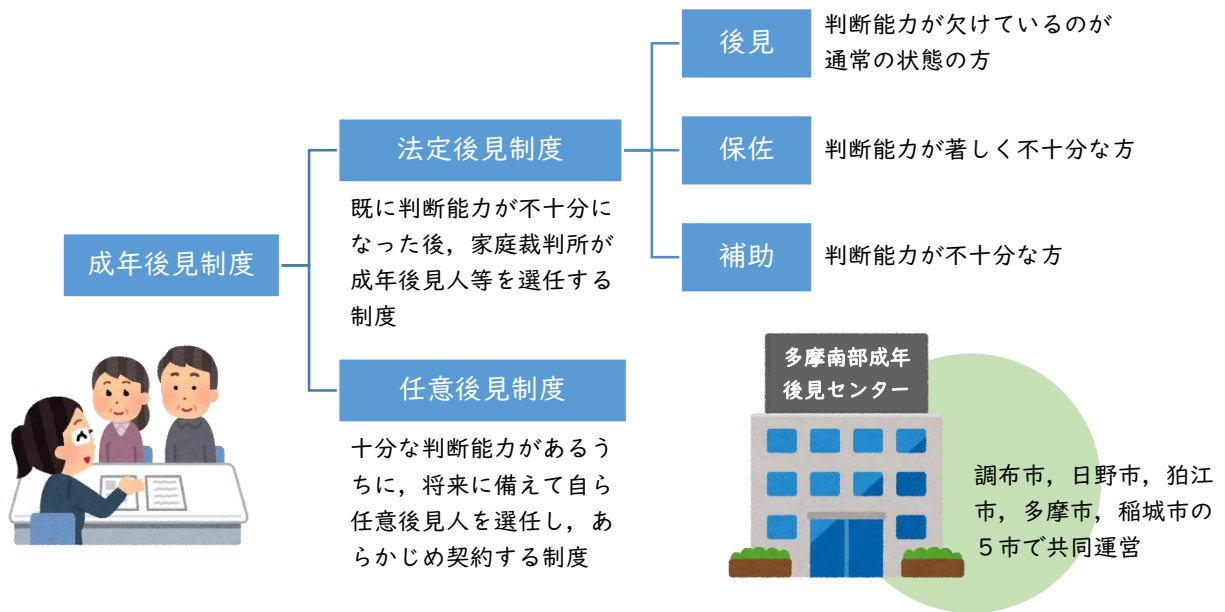 成年後見制度
法定後見制度
既に判断能力が不十分に
なった後，家庭裁判所が
成年後見人等を選任する
制度
後見
判断能力が欠けているのが
通常の状態の方
保佐
判断能力が著しく不十分な方
補助
判断能力が不十分な方
任意後見制度
十分な判断能力があるう
ちに，将来に備えて自ら
任意後見人を選任し，あ
らかじめ契約する制度
多摩南部成年
後見センター
調布市，日野市，狛江
市，多摩市，稲城市の
５市で共同運営